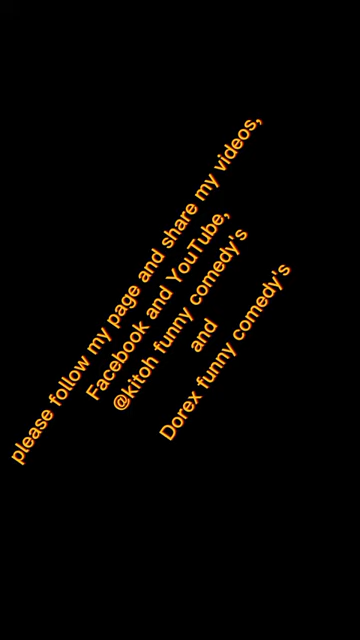 please follow my page and share my videos,
Facebook and YouTube,
@kitoh funny comedy's
and
Dorex funny comedy's